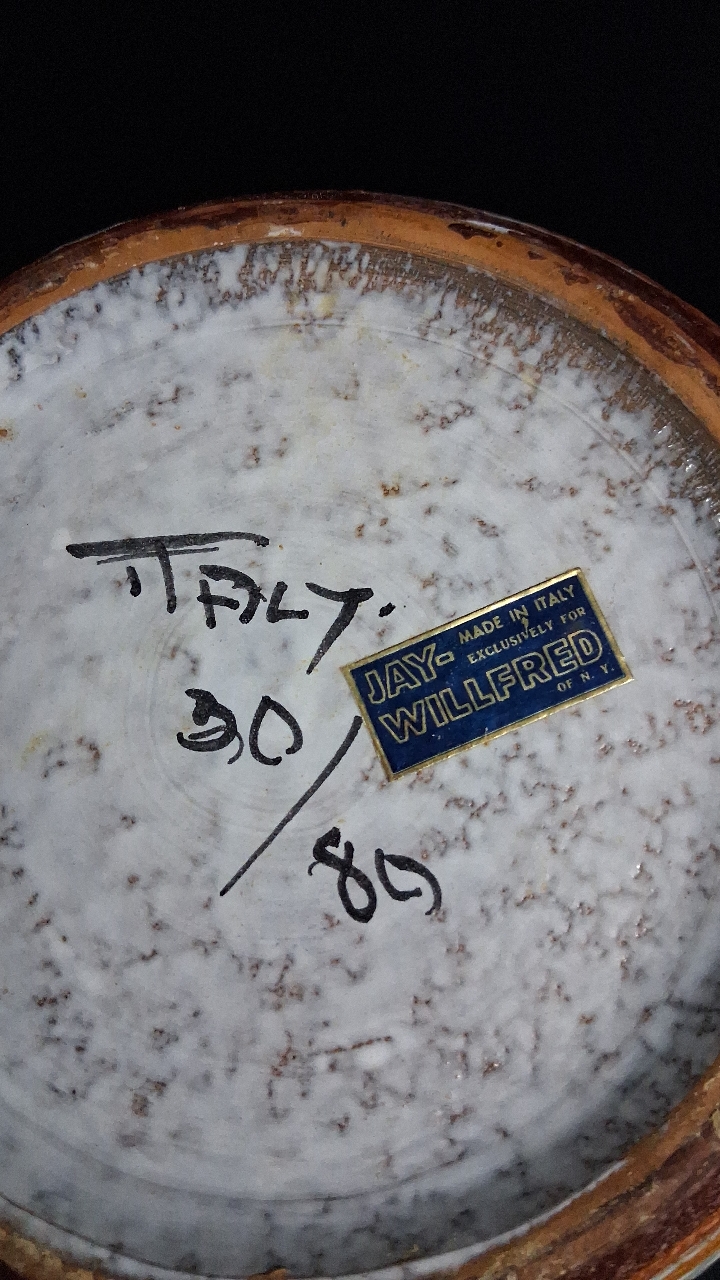 ITALY.
30/80
MADE IN ITALY
EXCLUSIVELY FOR
JAY-
WILLFRED
OF N. Y.